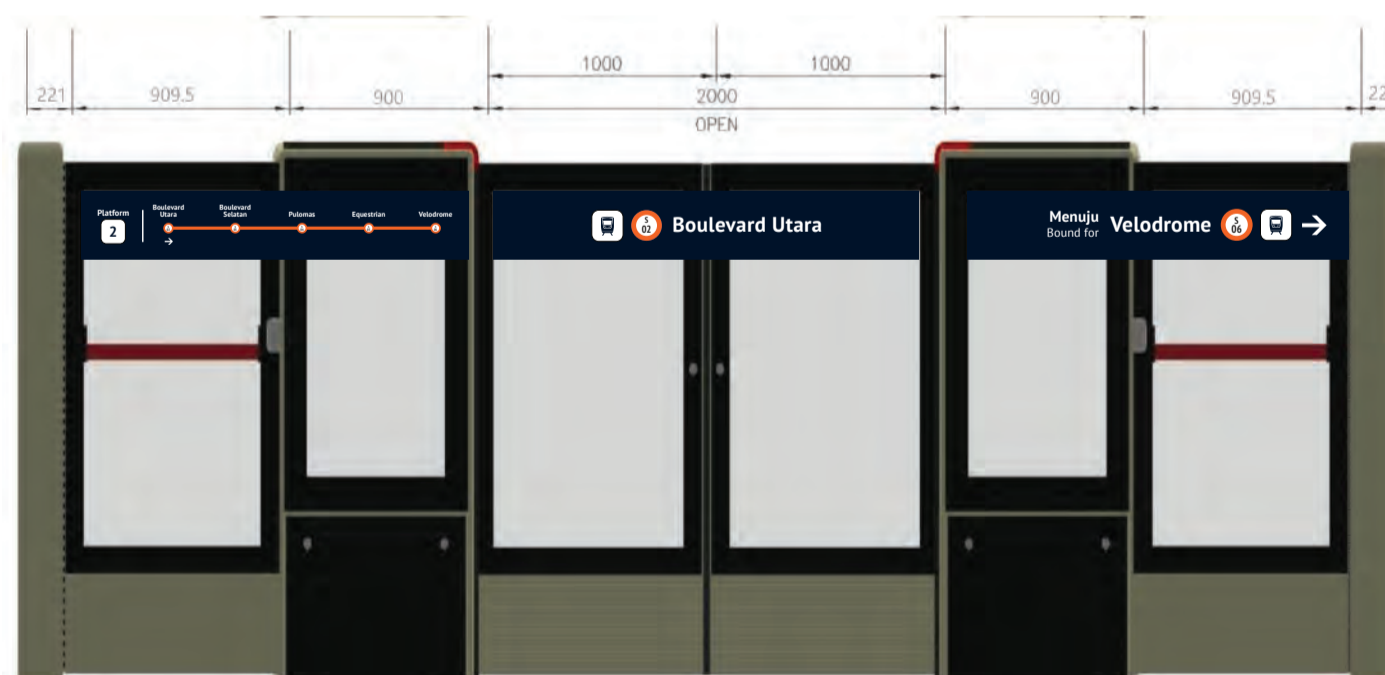 1000 1000
221 909.5 900 2000 900 909.5 22
OPEN
Platform
2
Boulevard
Utara
Boulevard
Selatan
Pulomas
Equestrian
Velodrome
→
S
02
Boulevard Utara
Menuju
Bound for
Velodrome
S
06
→